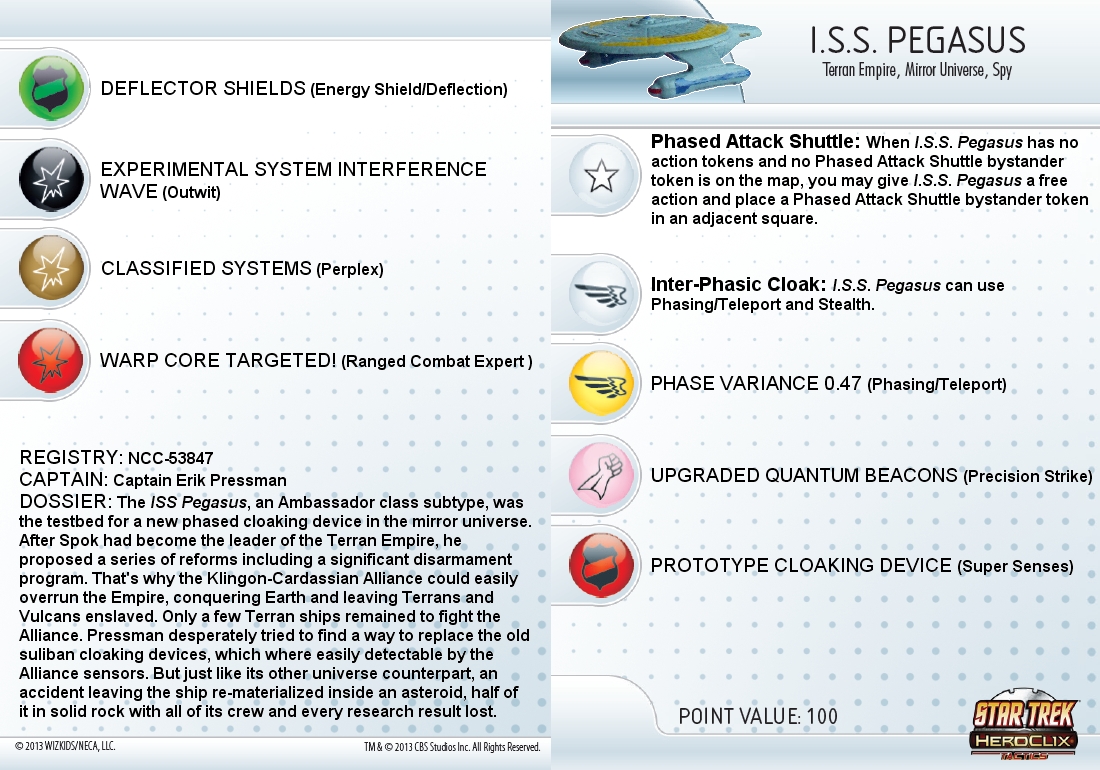 DEFLECTOR SHIELDS (Energy Shield/Deflection)
EXPERIMENTAL SYSTEM INTERFERENCE
WAVE (Outwit)
CLASSIFIED SYSTEMS (Perplex)
WARP CORE TARGETED! (Ranged Combat Expert )
REGISTRY: NCC-53847
CAPTAIN: Captain Erik Pressman
DOSSIER: The ISS Pegasus, an Ambassador class subtype, was
the testbed for a new phased cloaking device in the mirror universe.
After Spok had become the leader of the Terran Empire, he
proposed a series of reforms including a significant disarmament
program. That's why the Klingon-Cardassian Alliance could easily
overrun the Empire, conquering Earth and leaving Terrans and
Vulcans enslaved. Only a few Terran ships remained to fight the
Alliance. Pressman desperately tried to find a way to replace the old
suliban cloaking devices, which where easily detectable by the
Alliance sensors. But just like its other universe counterpart, an
accident leaving the ship re-materialized inside an asteroid, half of
it in solid rock with all of its crew and every research result lost.
© 2013 WIZKIDS/NECA, LLC.
TM & © 2013 CBS Studios Inc. All Rights Reserved.
I.S.S. PEGASUS
Terran Empire, Mirror Universe, Spy
Phased Attack Shuttle: When I.S.S. Pegasus has no
action tokens and no Phased Attack Shuttle bystander
token is on the map, you may give I.S.S. Pegasus a free
action and place a Phased Attack Shuttle bystander token
in an adjacent square.
Inter-Phasic Cloak: I.S.S. Pegasus can use
Phasing/Teleport and Stealth.
PHASE VARIANCE 0.47 (Phasing/Teleport)
UPGRADED QUANTUM BEACONS (Precision Strike)
PROTOTYPE CLOAKING DEVICE (Super Senses)
POINT VALUE: 100
STAR TREK
HEROCLIX
TACTICS